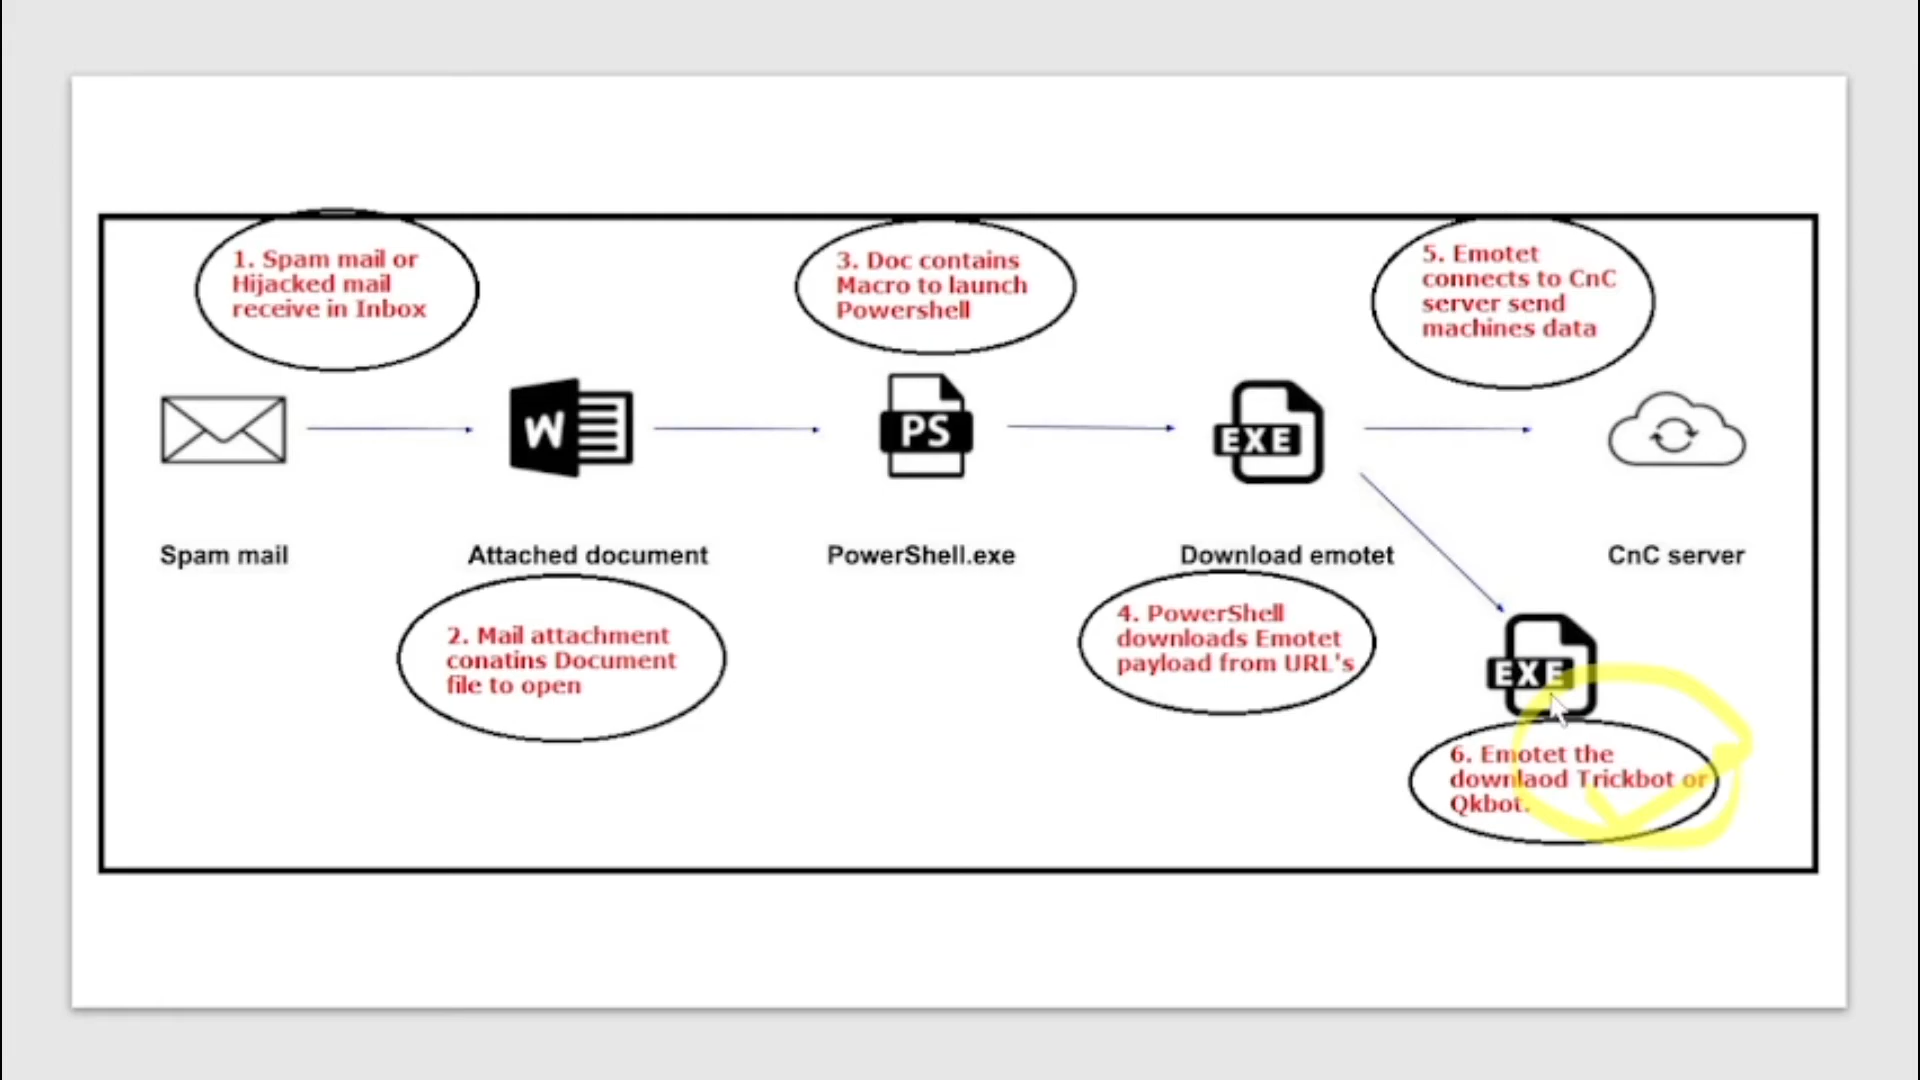 1. Spam mail or
Hijacked mail
receive in Inbox
3. Doc contains
Macro to launch
Powershell
5. Emotet
connects to CnC
server send
machines data
W
PS
EXE
Spam mail
Attached document
PowerShell.exe
Download emotet
CnC server
2. Mail attachment
conatins Document
file to open
4. PowerShell
downloads Emotet
payload from URL's
EXE
6. Emotet the
downlaod Trickbot or
Qkbot.